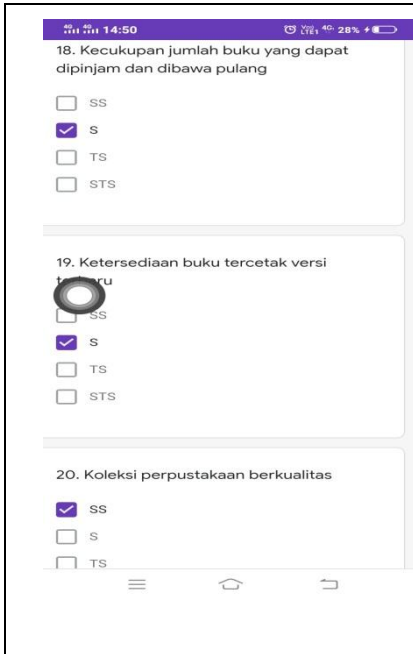 14:50 28%
18. Kecukupan jumlah buku yang dapat
dipinjam dan dibawa pulang
SS
S
TS
STS
19. Ketersediaan buku tercetak versi
SS
S
TS
STS
20. Koleksi perpustakaan berkualitas
SS
S
TS